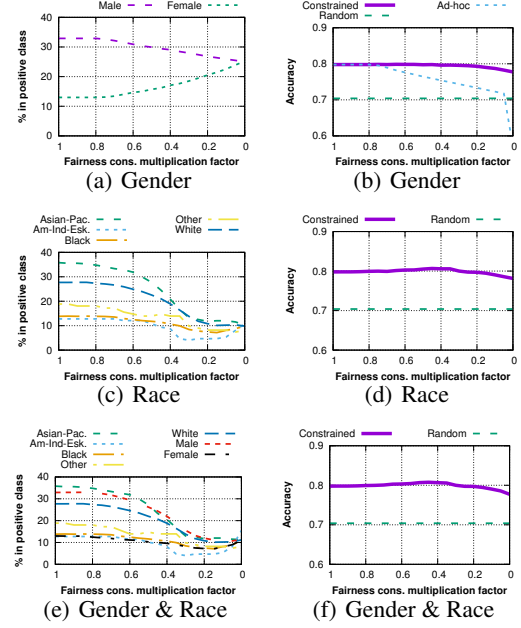 Male Female
% in positive class
40
30
20
10
0
1 0.8 0.6 0.4 0.2 0
Fairness cons. multiplication factor
(a) Gender
Constrained Ad-hoc
Random
Accuracy
0.9
0.8
0.7
0.6
1 0.8 0.6 0.4 0.2 0
Fairness cons. multiplication factor
(b) Gender
Asian-Pac. Other
Am-Ind-Esk. White
Black
% in positive class
40
30
20
10
0
1 0.8 0.6 0.4 0.2 0
Fairness cons. multiplication factor
(c) Race
Constrained Random
Accuracy
0.9
0.8
0.7
0.6
1 0.8 0.6 0.4 0.2 0
Fairness cons. multiplication factor
(d) Race
Asian-Pac. White
Am-Ind-Esk. Male
Black Female
Other
% in positive class
40
30
20
10
0
1 0.8 0.6 0.4 0.2 0
Fairness cons. multiplication factor
(e) Gender & Race
Constrained Random
Accuracy
0.9
0.8
0.7
0.6
1 0.8 0.6 0.4 0.2 0
Fairness cons. multiplication factor
(f) Gender & Race